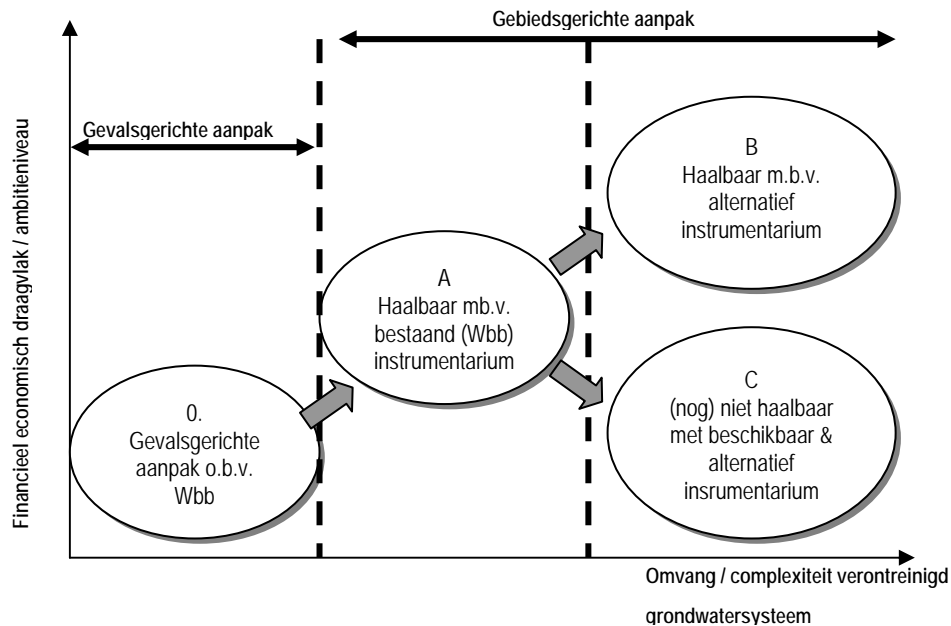 Gebiedsgerichte aanpak
Gevalsgerichte aanpak
Financieel economisch draagvlak / ambitieniveau
B
Haalbaar m.b.v.
alternatief
instrumentarium
A
Haalbaar mb.v.
bestaand (Wbb)
instrumentarium
0.
Gevalsgerichte
aanpak o.b.v.
Wbb
C
(nog) niet haalbaar
met beschikbaar &
alternatief
insrumentarium
Omvang / complexiteit verontreinigd
grondwatersysteem